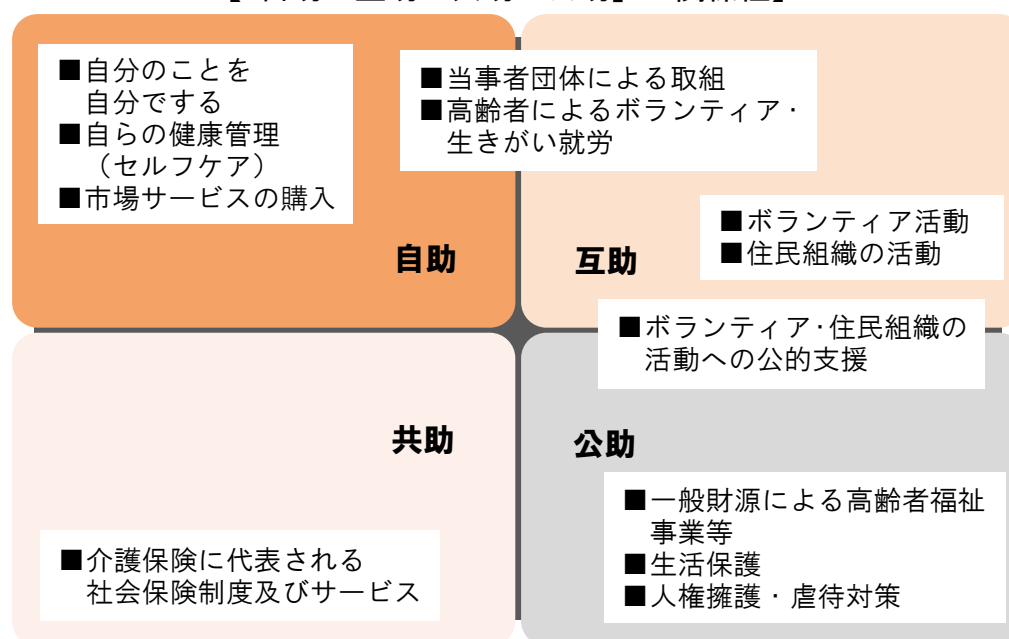 ■自分のことを
自分でする
■自らの健康管理
（セルフケア）
■市場サービスの購入
■当事者団体による取組
■高齢者によるボランティア・
生きがい就労
■ボランティア活動
■住民組織の活動
自助
互助
■ボランティア・住民組織の
活動への公的支援
共助
公助
■介護保険に代表される
社会保険制度及びサービス
■一般財源による高齢者福祉
事業等
■生活保護
■人権擁護・虐待対策